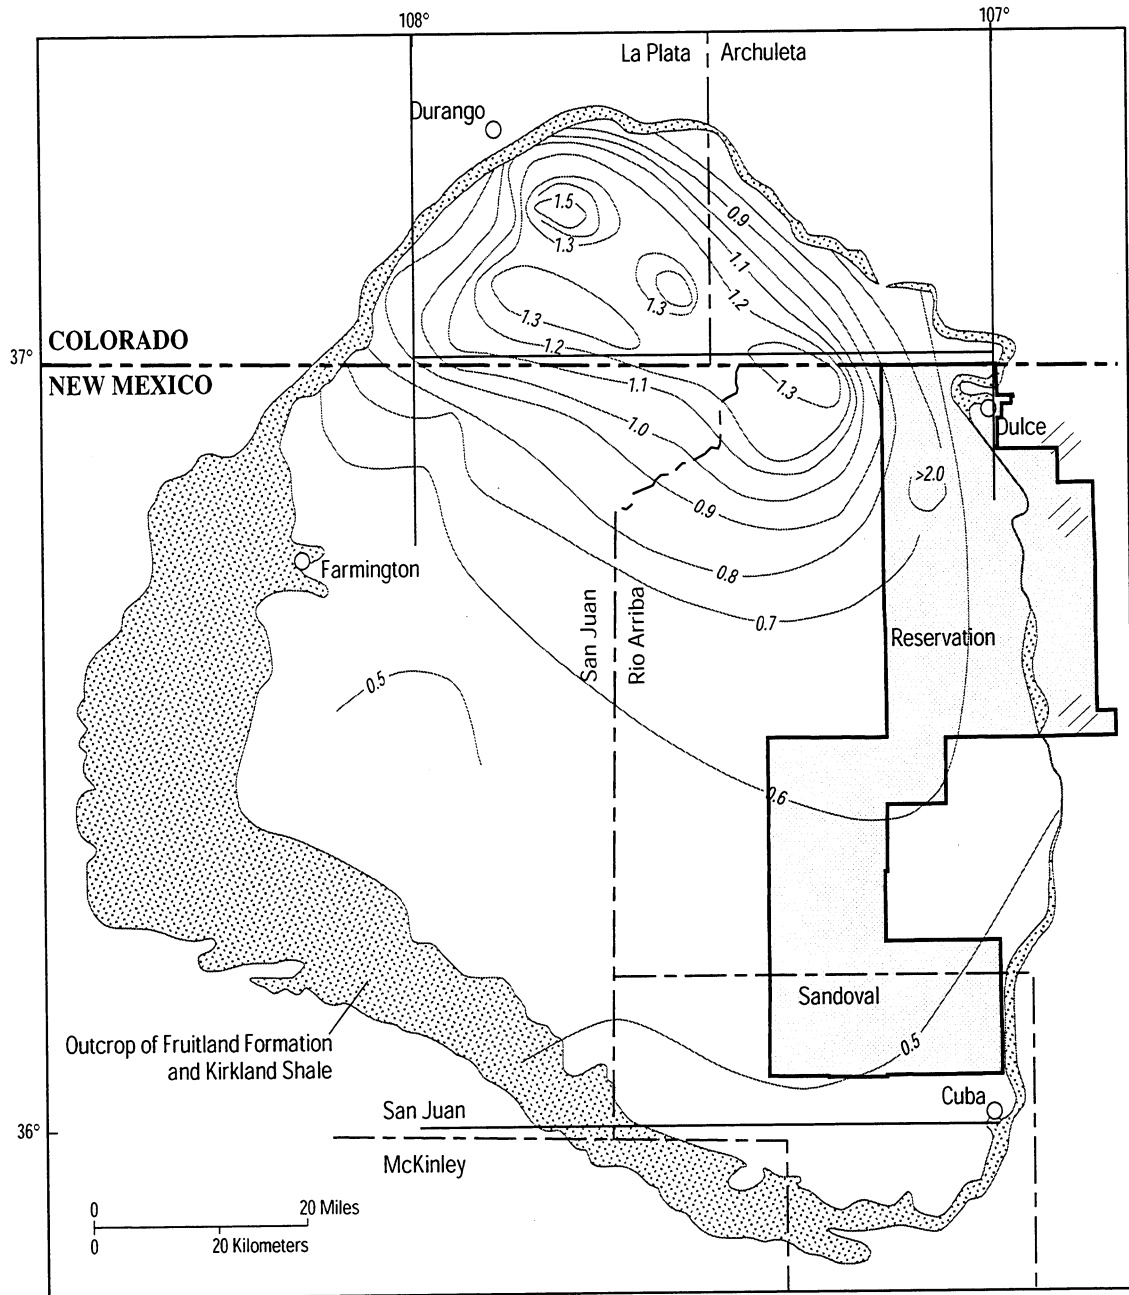 108°
107°
La Plata
Archuleta
Durango
1.5
0.9
1.3
1.1
1.3
1.2
1.3
37°
COLORADO
1.2
NEW MEXICO
1.1
1.3
1.0
Dulce
>2.0
0.9
Farmington
0.8
0.7
San Juan
Rio Arriba
Reservation
0.5
0.6
Sandoval
Outcrop of Fruitland Formation
and Kirkland Shale
0.5
Cuba
San Juan
36°
McKinley
0
20 Miles
0
20 Kilometers